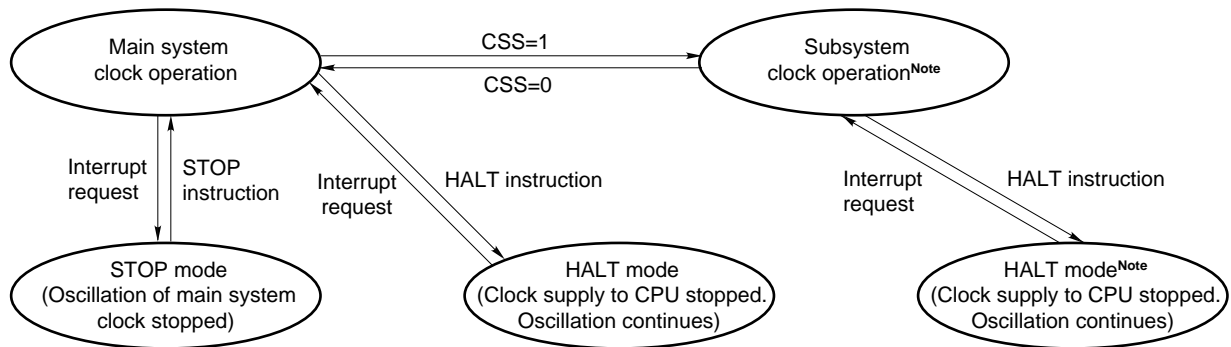 Main system
clock operation
CSS=1
CSS=0
Subsystem
clock operationNote
Interrupt
request
STOP
instruction
Interrupt
request
HALT instruction
Interrupt
request
HALT instruction
STOP mode
(Oscillation of main system
clock stopped)
HALT mode
(Clock supply to CPU stopped.
Oscillation continues)
HALT modeNote
(Clock supply to CPU stopped.
Oscillation continues)